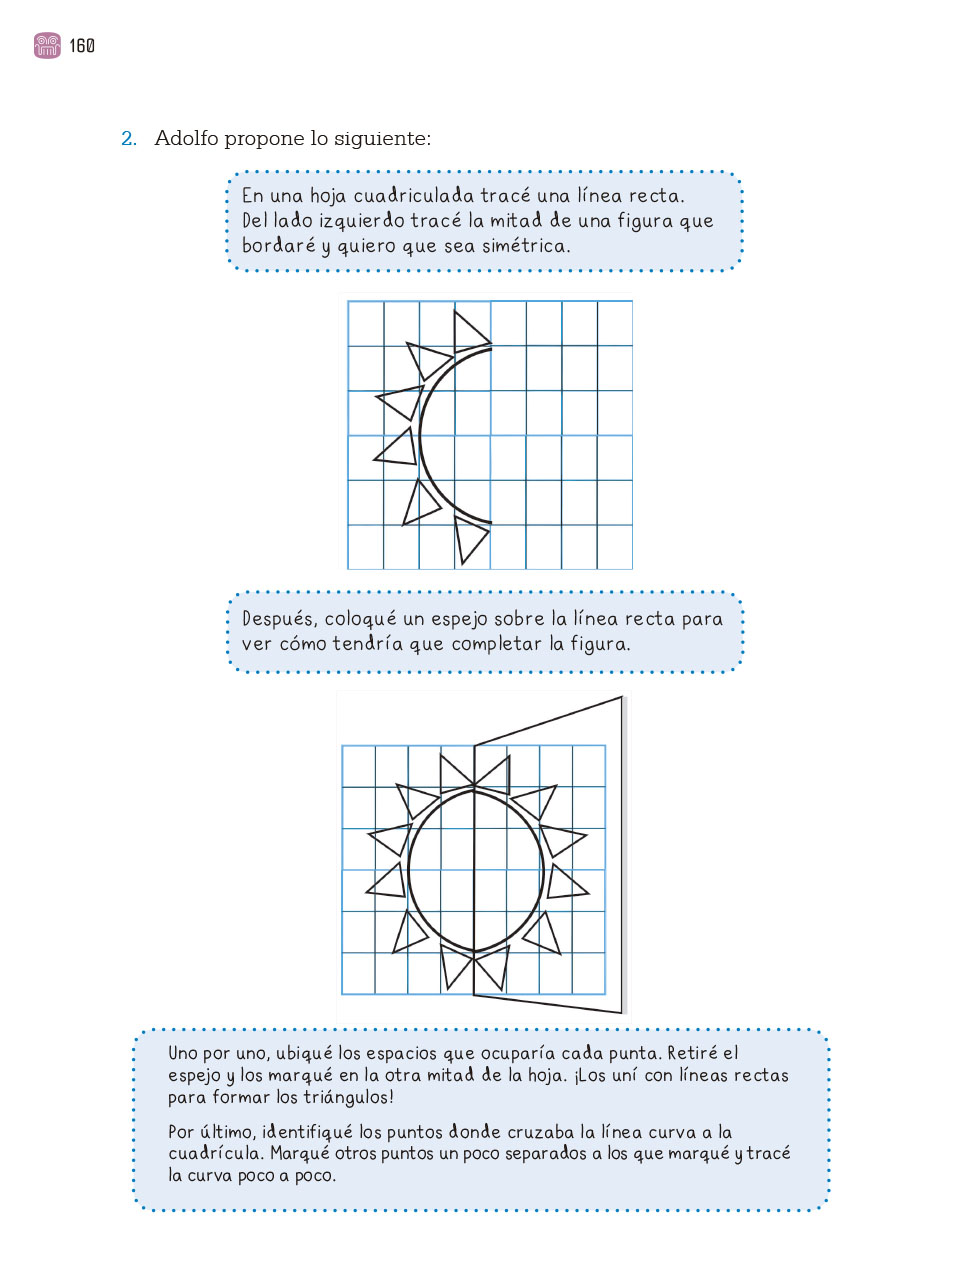 160
2. Adolfo propone lo siguiente:
En una hoja cuadriculada tracé una línea recta.
Del lado izquierdo tracé la mitad de una figura que
bordaré y quiero que sea simétrica.
Después, coloqué un espejo sobre la línea recta para
ver cómo tendría que completar la figura.
Uno por uno, ubiqué los espacios que ocuparía cada punta. Retiré el
espejo y los marqué en la otra mitad de la hoja. ¡Los uní con líneas rectas
para formar los triángulos!
Por último, identifiqué los puntos donde cruzaba la línea curva a la
cuadrícula. Marqué otros puntos un poco separados a los que marqué y tracé
la curva poco a poco.